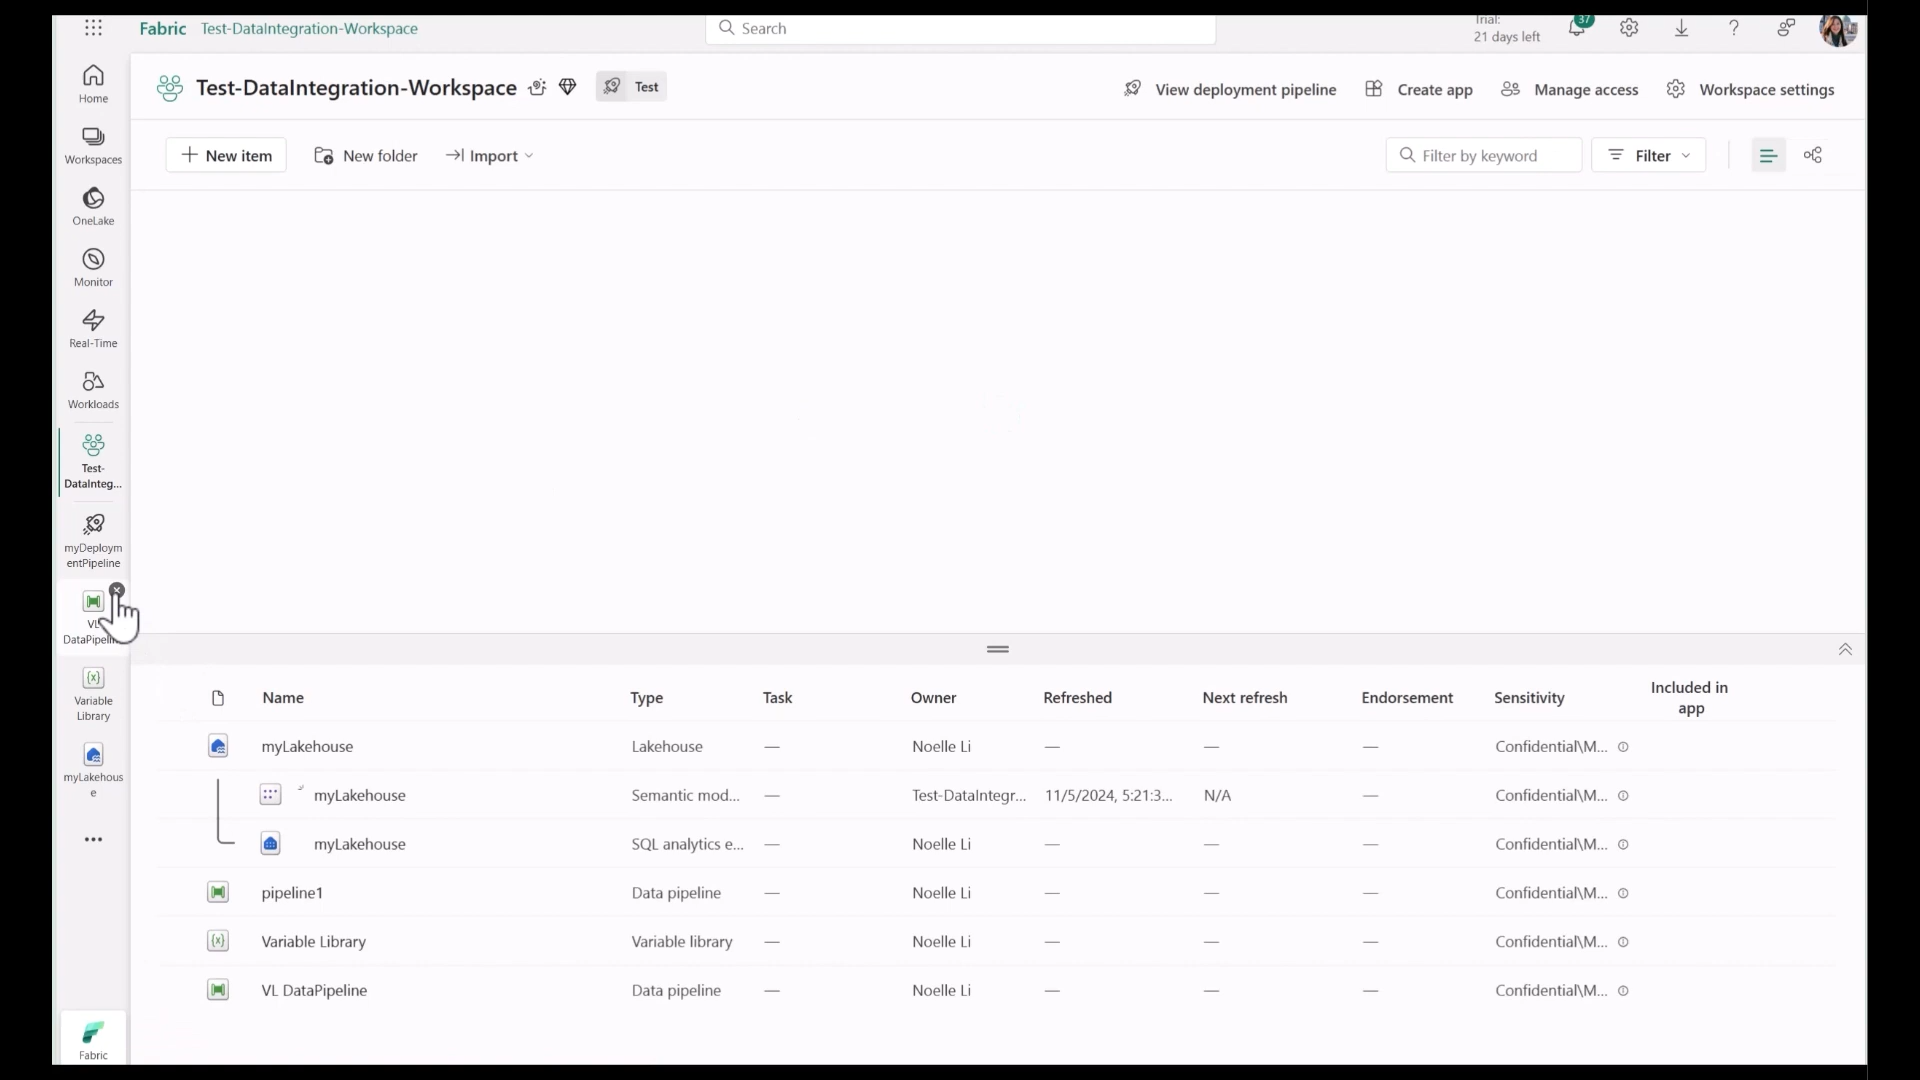 Fabric Test-DataIntegration-Workspace
Search
Trial:
21 days left
37
Home
Workspaces
OneLake
Monitor
Real-Time
Workloads
Test-
DataInteg...
myDeploym
entPipeline
VL
DataPipelin
Variable
Library
myLakehous
e
Fabric
Test-DataIntegration-Workspace
Test
View deployment pipeline
Create app
Manage access
Workspace settings
New item
New folder
Import
Filter by keyword
Filter
Name Type Task Owner Refreshed Next refresh Endorsement Sensitivity Included in
app
myLakehouse Lakehouse — Noelle Li — — — Confidential\M...
myLakehouse Semantic mod... — Test-DataIntegr... 11/5/2024, 5:21:3... N/A — Confidential\M...
myLakehouse SQL analytics e... — Noelle Li — — — Confidential\M...
pipeline1 Data pipeline — Noelle Li — — — Confidential\M...
Variable Library Variable library — Noelle Li — — — Confidential\M...
VL DataPipeline Data pipeline — Noelle Li — — — Confidential\M...